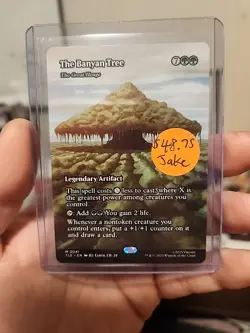 The Banyan Tree
7
The Great Henge
$48.75
Jake
Legendary Artifact
This spell costs less to cast, where X is
the greatest power among creatures you
control.
: Add You gain 2 life.
Whenever a nontoken creature you
control enters, put a +1/+1 counter on it
and draw a card.